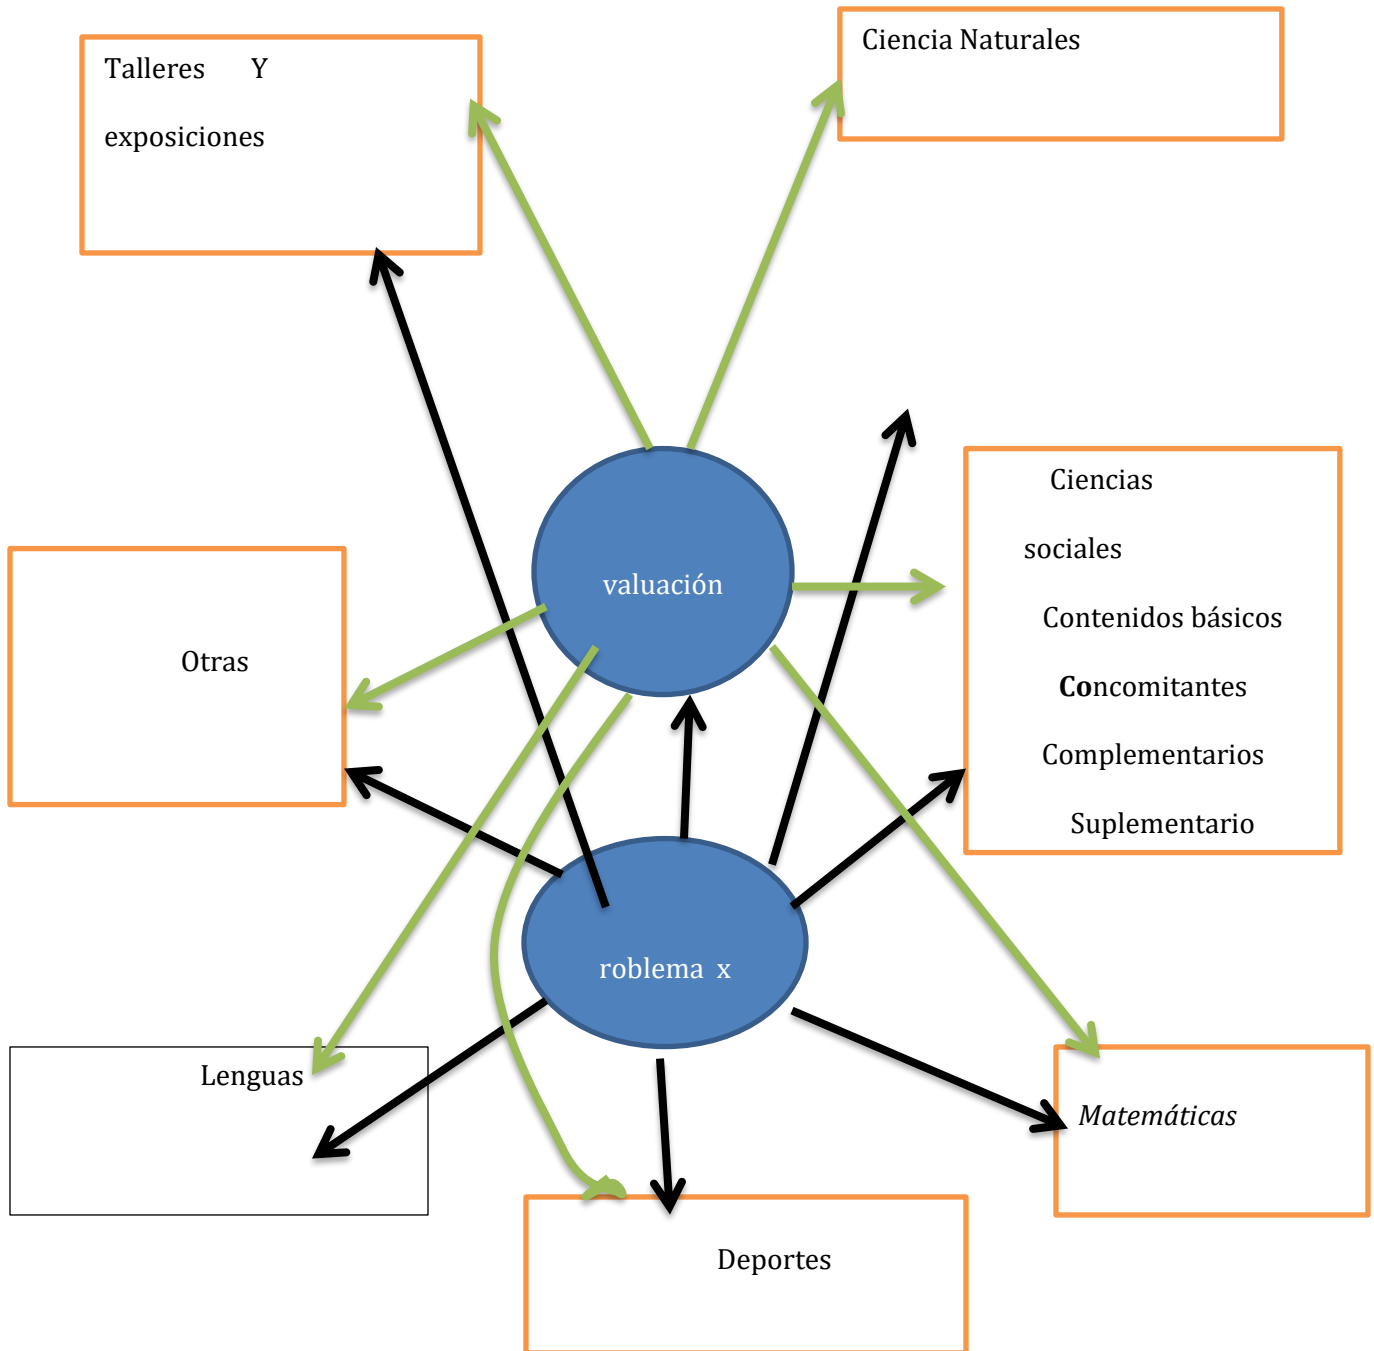 Ciencia Naturales
Talleres Y
exposiciones
Ciencias
sociales
valuación
Contenidos básicos
Otras
Concomitantes
Complementarios
Suplementario
roblema x
Lenguas
Matemáticas
Deportes